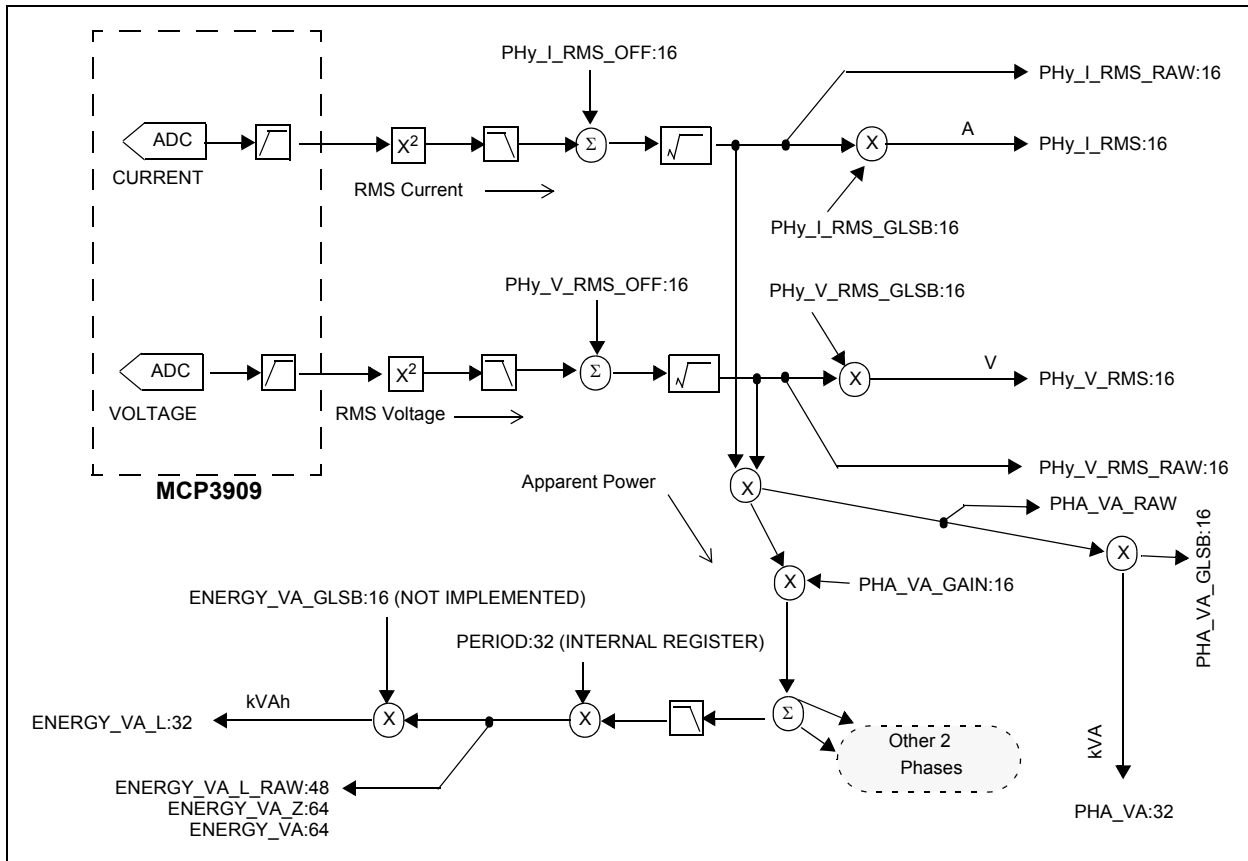 PHy_I_RMS_OFF:16
PHy_I_RMS_RAW:16
ADC
X²
Σ
√
X
A
PHy_I_RMS:16
CURRENT
RMS Current
PHy_I_RMS_GLSB:16
PHy_V_RMS_OFF:16
PHy_V_RMS_GLSB:16
ADC
X²
Σ
√
X
V
PHy_V_RMS:16
VOLTAGE
RMS Voltage
PHy_V_RMS_RAW:16
MCP3909
Apparent Power
X
PHA_VA_RAW
X
PHA_VA_GLSB:16
X
PHA_VA_GAIN:16
ENERGY_VA_GLSB:16 (NOT IMPLEMENTED)
PERIOD:32 (INTERNAL REGISTER)
kVAh
ENERGY_VA_L:32
X
X
Σ
Other 2
Phases
kVA
ENERGY_VA_L_RAW:48
ENERGY_VA_Z:64
ENERGY_VA:64
PHA_VA:32